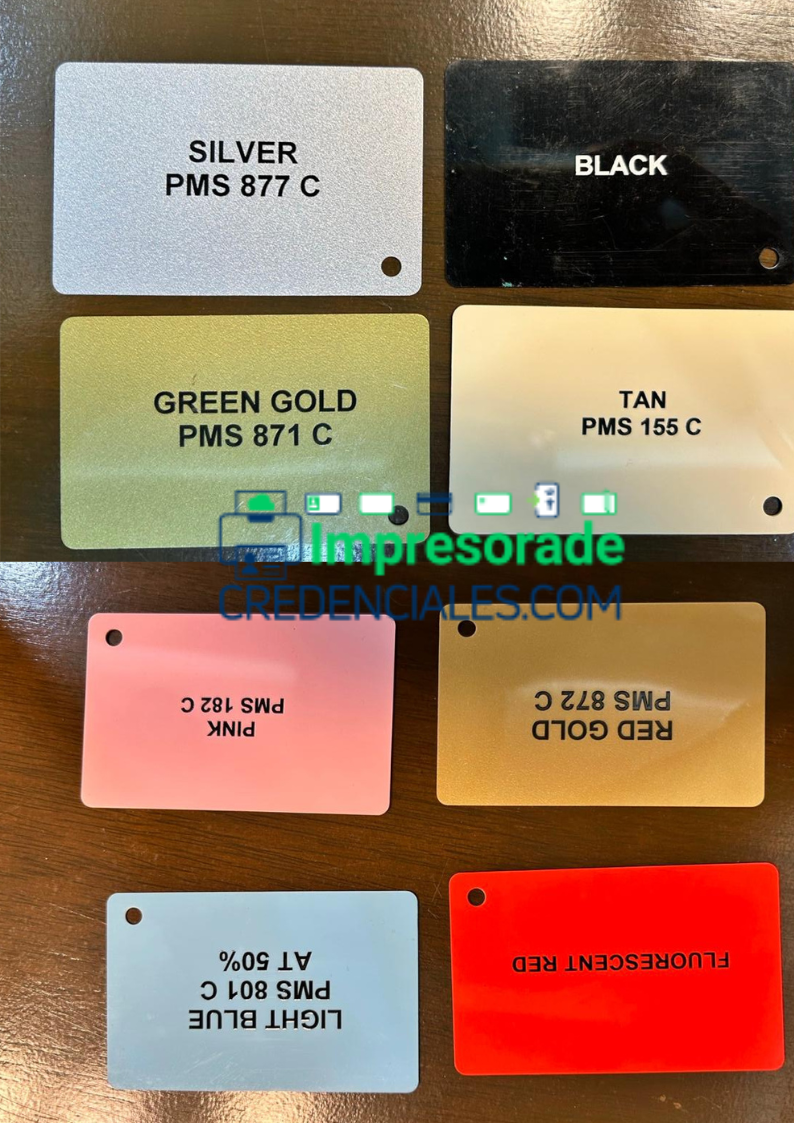 SILVER
PMS 877 C
BLACK
GREEN GOLD
PMS 871 C
TAN
PMS 155 C
Impresorade
CREDENCIALES.COM
PINK
PMS 182 C
RED GOLD
PMS 872 C
LIGHT BLUE
PMS 801 C
AT 50%
FLUORESCENT RED